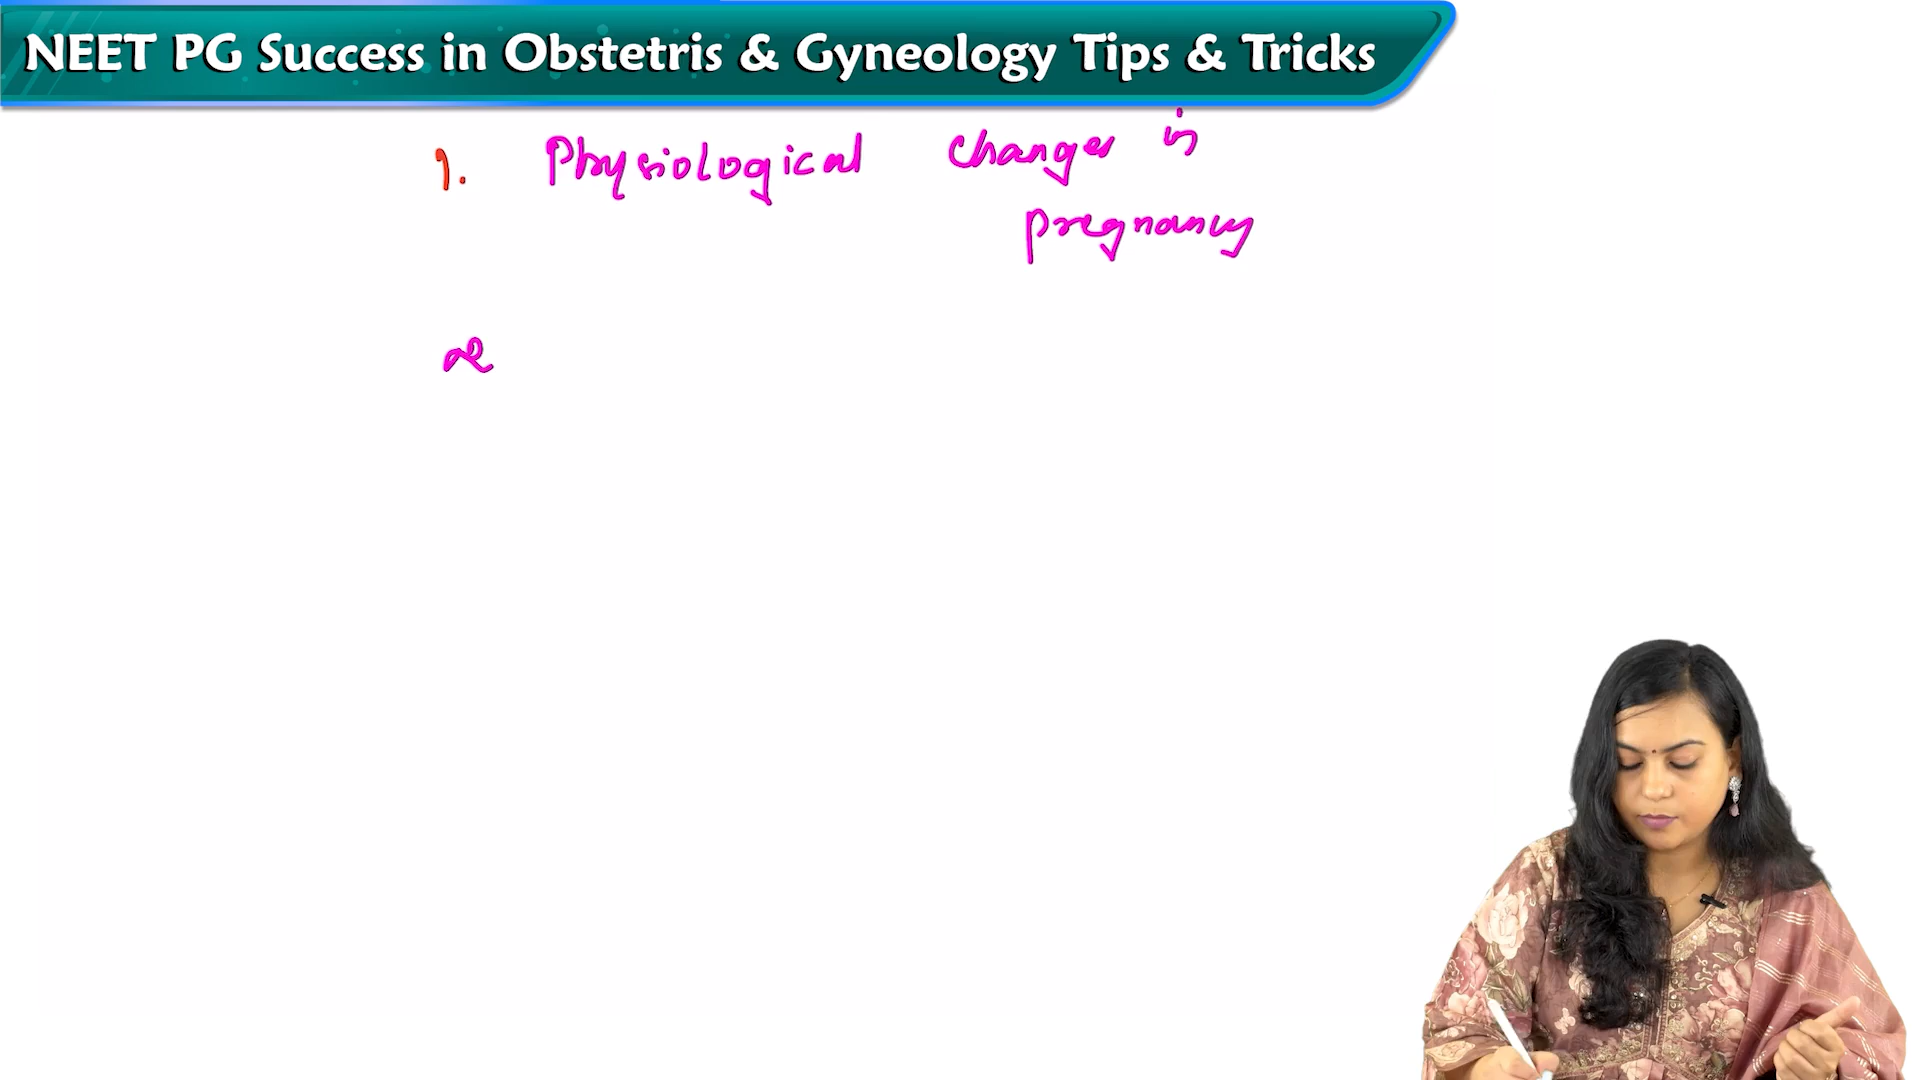 NEET PG Success in Obstetris & Gyneology Tips & Tricks
1. Physiological changes in
pregnancy